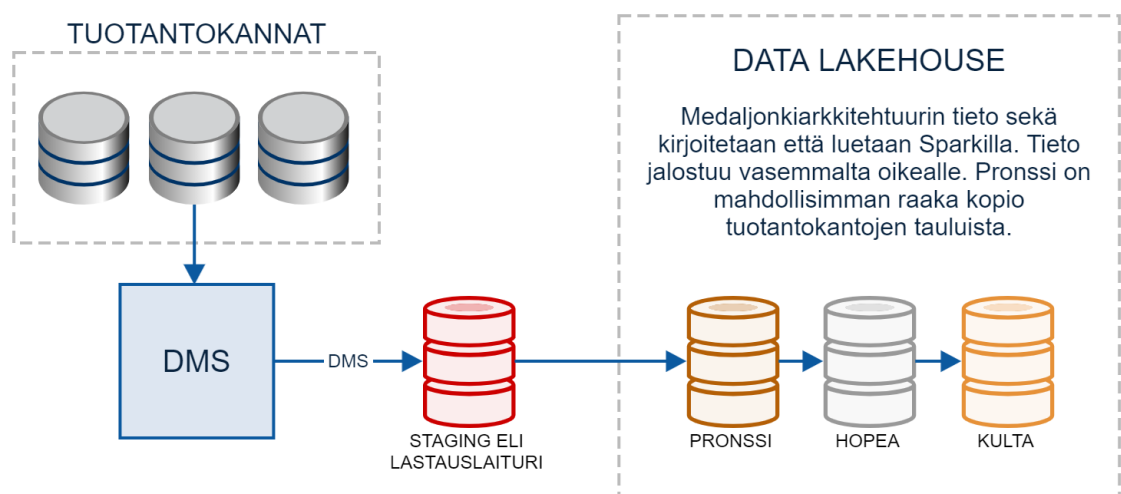 TUOTANTOKANNAT
DATA LAKEHOUSE
Medaljonkiarkkitehtuurin tieto sekä
kirjoitetaan että luetaan Sparkilla. Tieto
jalostuu vasemmalta oikealle. Pronssi on
mahdollisimman raaka kopio
tuotantokantojen tauluista.
DMS
DMS
STAGING ELI
LASTAUSLAITURI
PRONSSI
HOPEA
KULTA